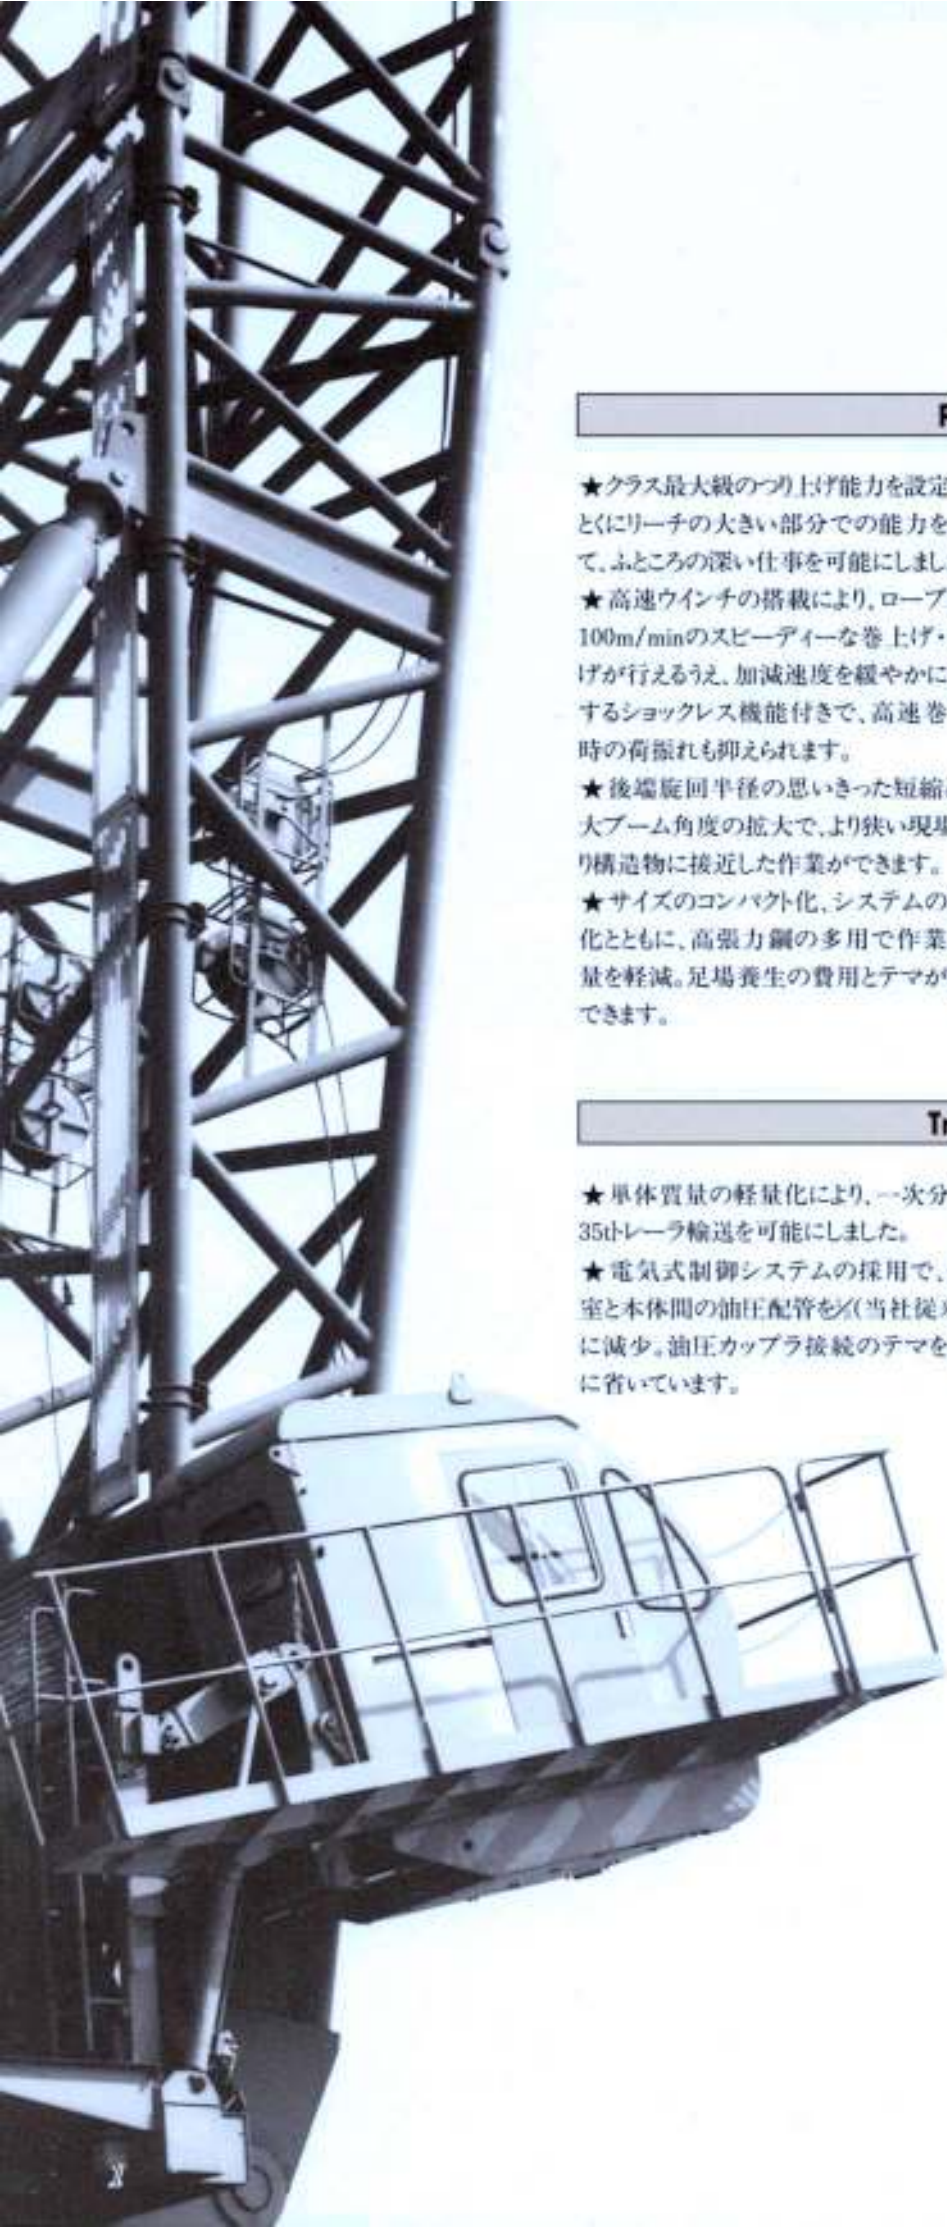 P
★クラス最大級のつり上げ能力を設定
とくにリーチの大きい部分での能力を
て、ふところの深い仕事を可能にしまし
★高速ウインチの搭載により、ロープ
100m/minのスピーディーな巻上げ・
げが行えるうえ、加減速度を緩やかに
するショックレス機能付きで、高速巻
時の荷振れも抑えられます。
★後端旋回半径の思いきった短縮
大ブーム角度の拡大で、より狭い現場
り構造物に接近した作業ができます。
★サイズのコンパクト化、システムの
化とともに、高張力鋼の多用で作業
量を軽減。足場養生の費用とテマが
できます。
Tr
★単体質量の軽量化により、一次分
35tトレーラ輸送を可能にしました。
★電気式制御システムの採用で、
室と本体間の油圧配管を(当社従
に減少。油圧カップラ接続のテマを
に省いています。